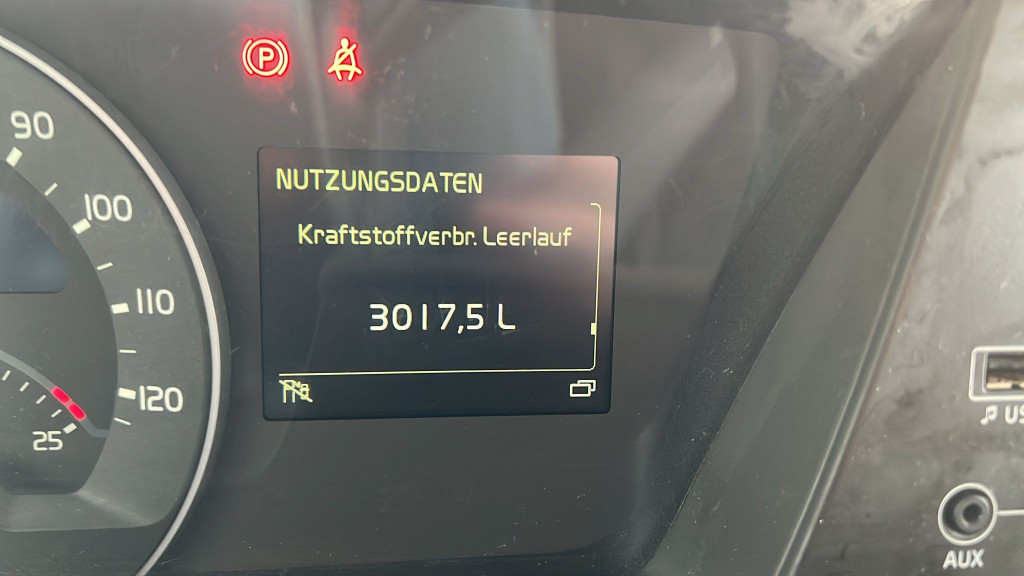 P
90
NUTZUNGSDATEN
100
Kraftstoffverbr. Leerlauf
110
3017,5 L
120
25
AUX